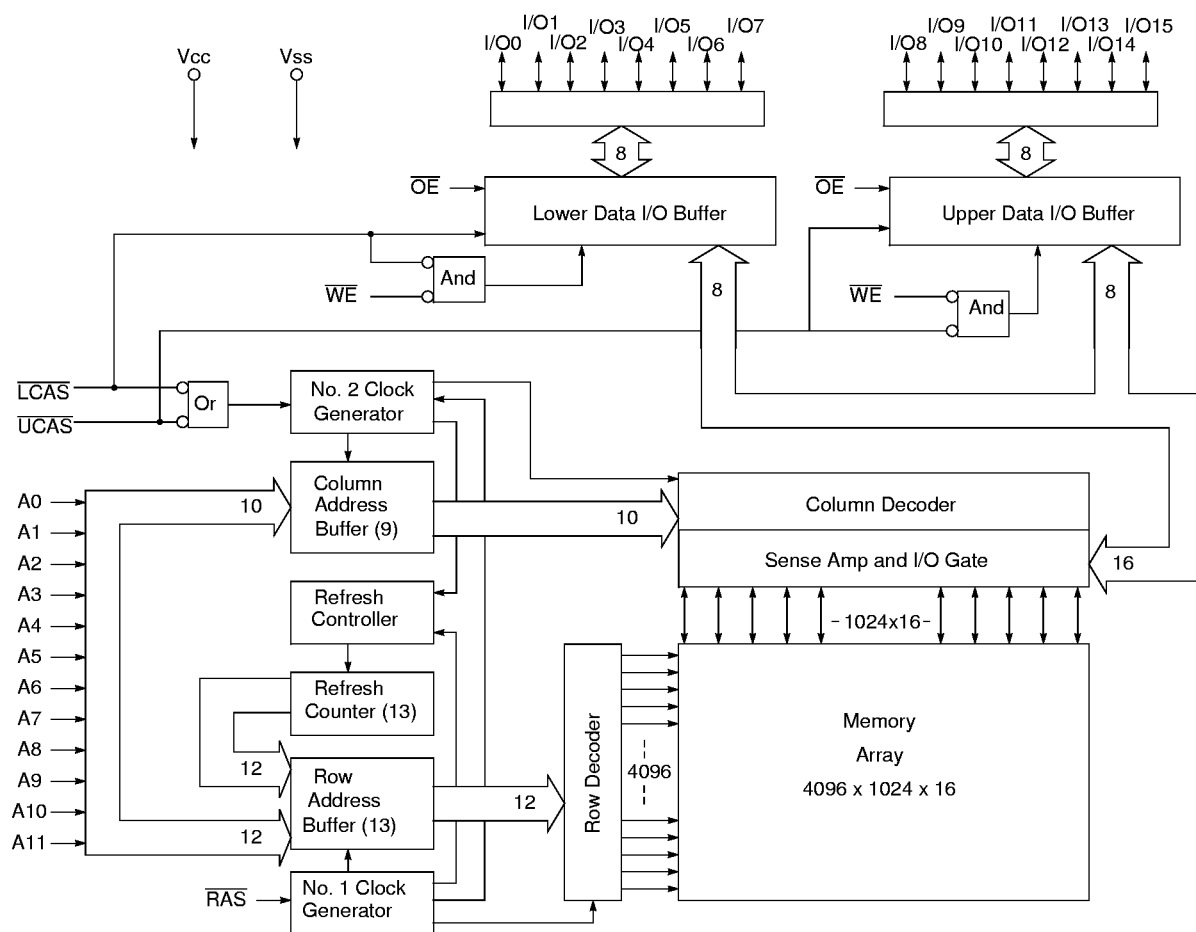 I/O0 I/O1 I/O2 I/O3 I/O4 I/O5 I/O6 I/O7
I/O8 I/O9 I/O10 I/O11 I/O12 I/O13 I/O14 I/O15
Vcc
Vss
8
8
OE
Lower Data I/O Buffer
OE
Upper Data I/O Buffer
And
WE
8
WE
And
8
LCAS
UCAS
Or
No. 2 Clock
Generator
A0
A1
A2
A3
A4
A5
A6
A7
A8
A9
A10
A11
10
Column
Address
Buffer (9)
10
Column Decoder
Sense Amp and I/O Gate
16
Refresh
Controller
-1024x16-
Refresh
Counter (13)
12
Row
Address
Buffer (13)
12
12
Row Decoder
4096
Memory
Array
4096 x 1024 x 16
RAS
No. 1 Clock
Generator